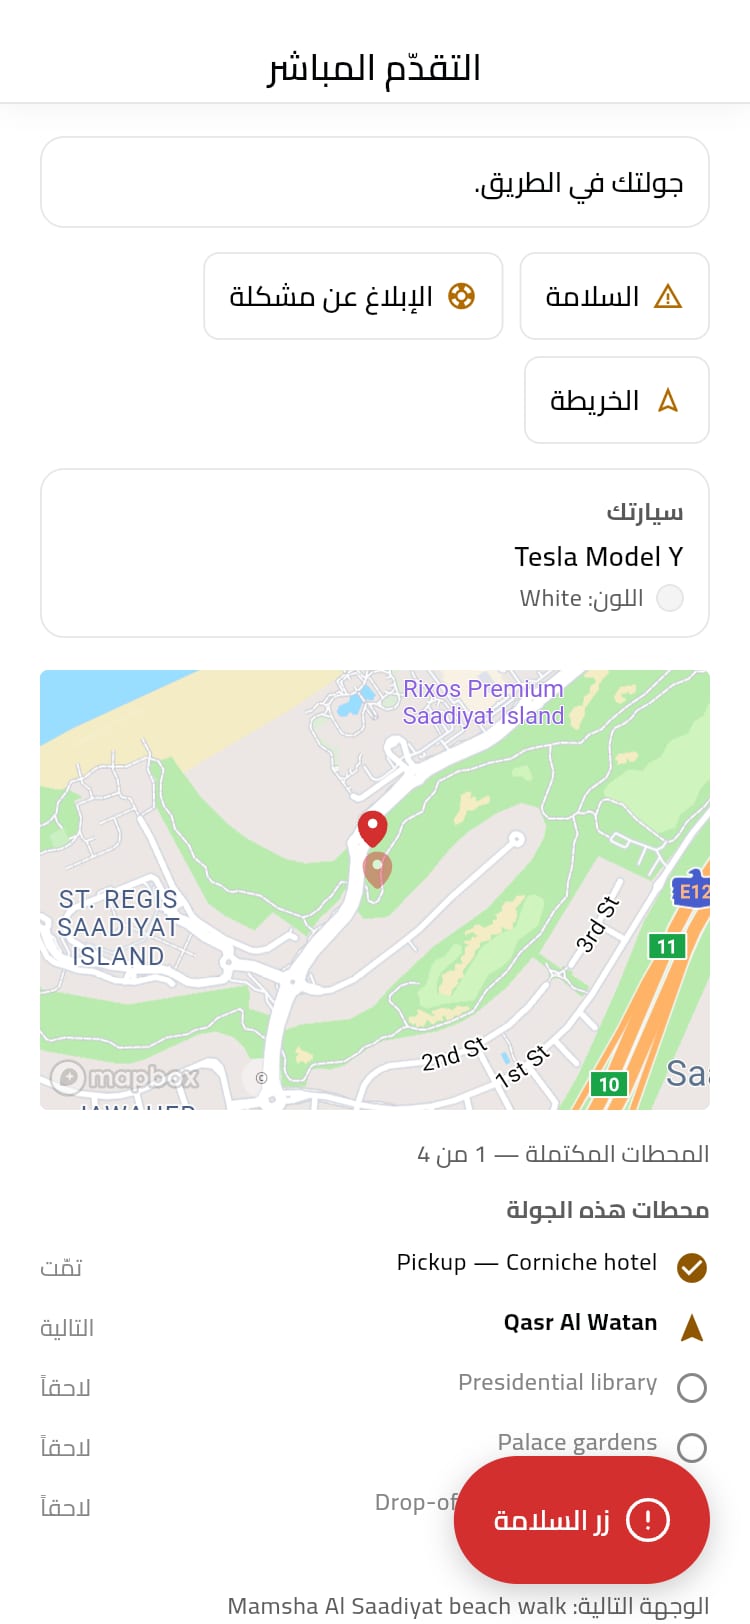 التقدّم المباشر
جولتك في الطريق.
السلامة
الإبلاغ عن مشكلة
الخريطة
سيارتك
Tesla Model Y
اللون: White
Rixos Premium
Saadiyat Island
ST. REGIS
SAADIYAT
ISLAND
3rd St
E12
11
2nd St
1st St
10
mapbox
©
المحطات المكتملة — 1 من 4
محطات هذه الجولة
Pickup — Corniche hotel تمّت
Qasr Al Watan التالية
Presidential library لاحقاً
Palace gardens لاحقاً
لاحقاً
زر السلامة
الوجهة التالية: Mamsha Al Saadiyat beach walk